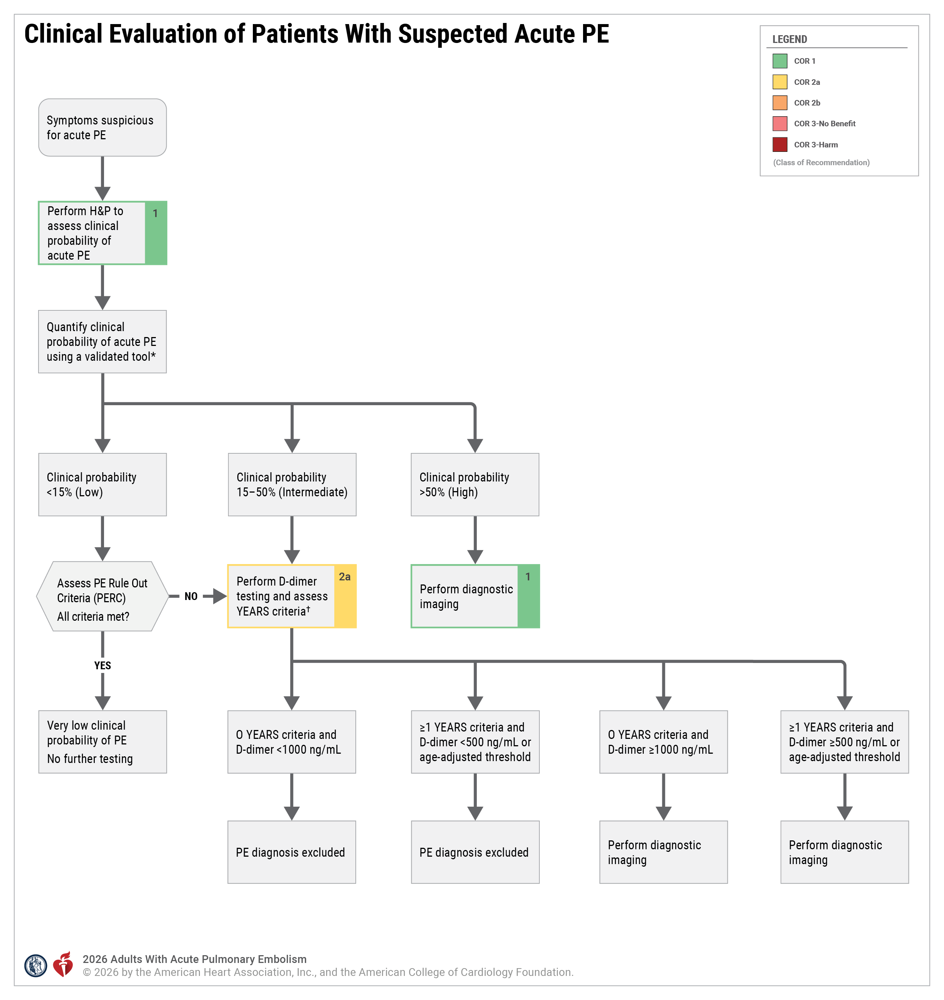 Clinical Evaluation of Patients With Suspected Acute PE
LEGEND
COR 1
COR 2a
COR 2b
COR 3-No Benefit
COR 3-Harm
(Class of Recommendation)
Symptoms suspicious
for acute PE
Perform H&P to
assess clinical
probability of
acute PE
1
Quantify clinical
probability of acute PE
using a validated tool*
Clinical probability
<15% (Low)
Clinical probability
15–50% (Intermediate)
Clinical probability
>50% (High)
Assess PE Rule Out
Criteria (PERC)
All criteria met?
NO
Perform D-dimer
testing and assess
YEARS criteria†
2a
Perform diagnostic
imaging
1
YES
Very low clinical
probability of PE
No further testing
O YEARS criteria and
D-dimer <1000 ng/mL
≥1 YEARS criteria and
D-dimer <500 ng/mL or
age-adjusted threshold
O YEARS criteria and
D-dimer ≥1000 ng/mL
≥1 YEARS criteria and
D-dimer ≥500 ng/mL or
age-adjusted threshold
PE diagnosis excluded
PE diagnosis excluded
Perform diagnostic
imaging
Perform diagnostic
imaging
2026 Adults With Acute Pulmonary Embolism
© 2026 by the American Heart Association, Inc., and the American College of Cardiology Foundation.